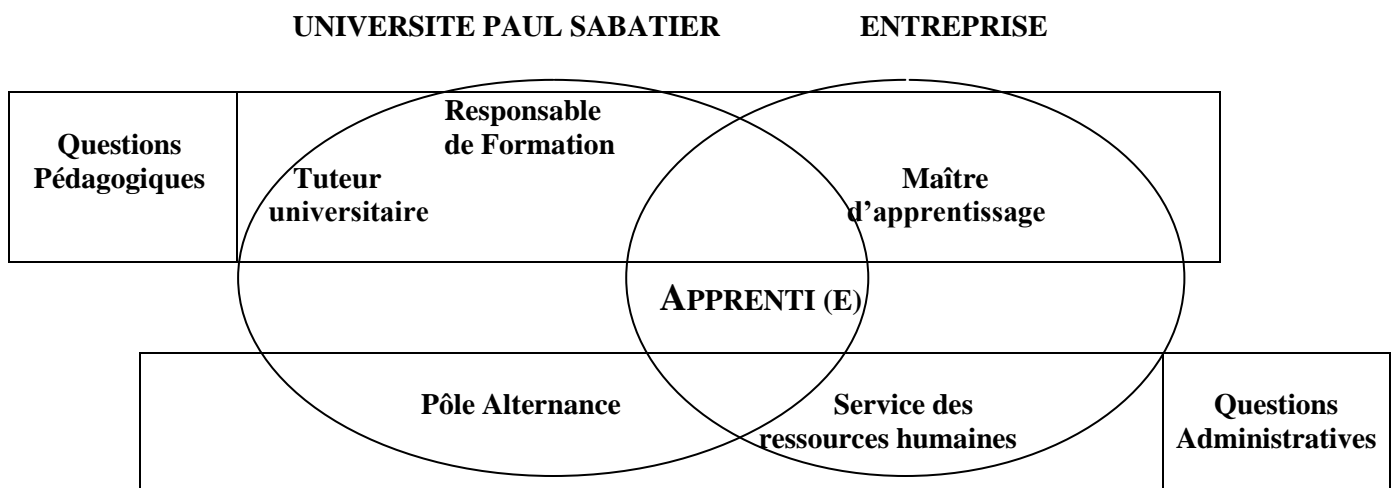 UNIVERSITE PAUL SABATIER
ENTREPRISE
Questions
Pédagogiques
Responsable
de Formation
Tuteur
universitaire
Maître
d’apprentissage
APPRENTI (E)
Pôle Alternance
Service des
ressources humaines
Questions
Administratives